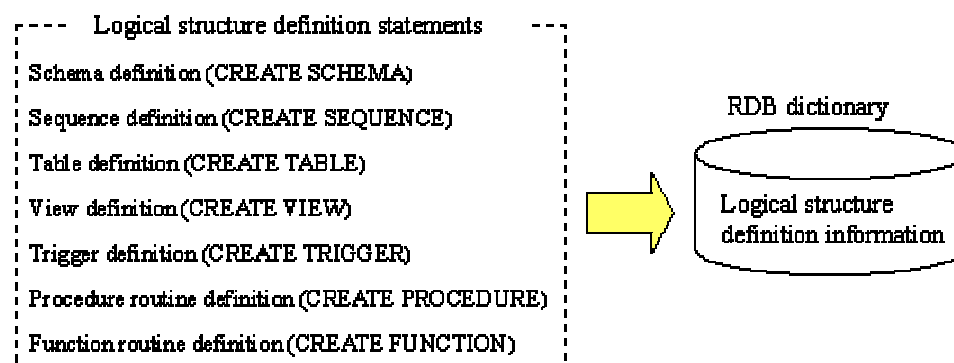 Logical structure definition statements
Schema definition (CREATE SCHEMA)
Sequence definition (CREATE SEQUENCE)
Table definition (CREATE TABLE)
View definition (CREATE VIEW)
Trigger definition (CREATE TRIGGER)
Procedure routine definition (CREATE PROCEDURE)
Function routine definition (CREATE FUNCTION)
RDB dictionary
Logical structure
definition information